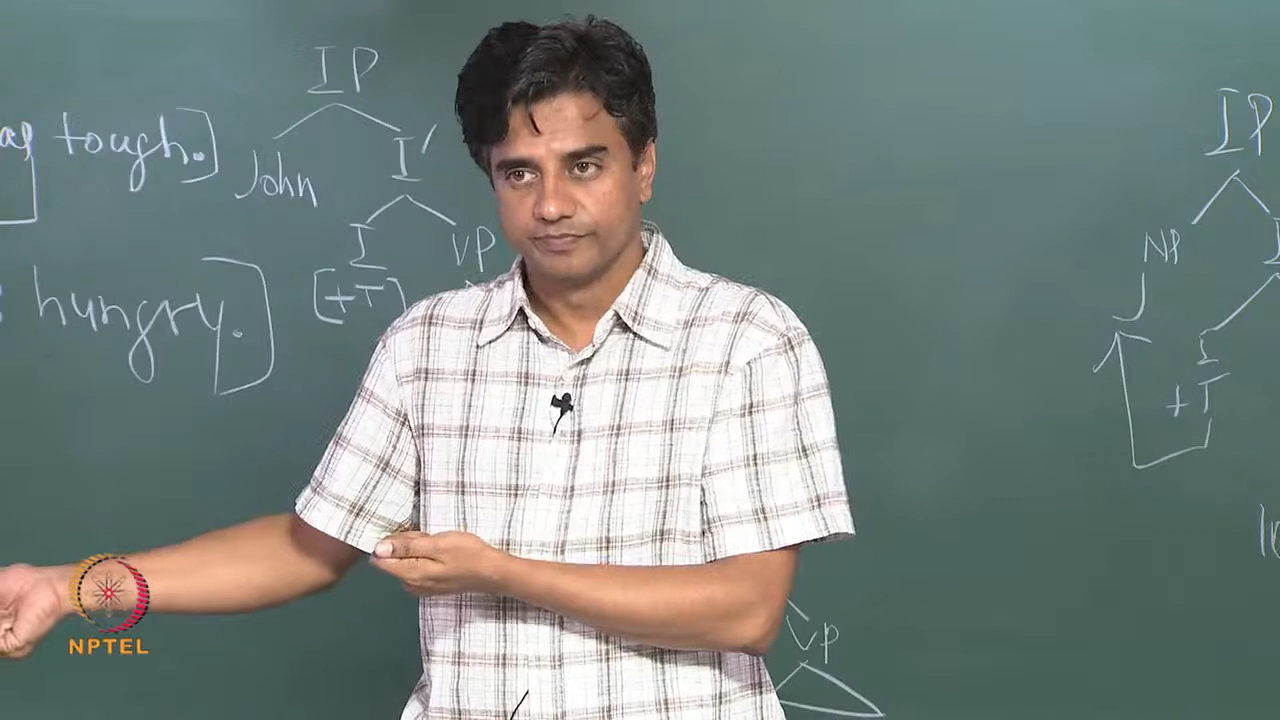 IP
tough.]
John I'
I VP
[+T]
hungry.]
IP
NP
J
I
+T
VP
NPTEL